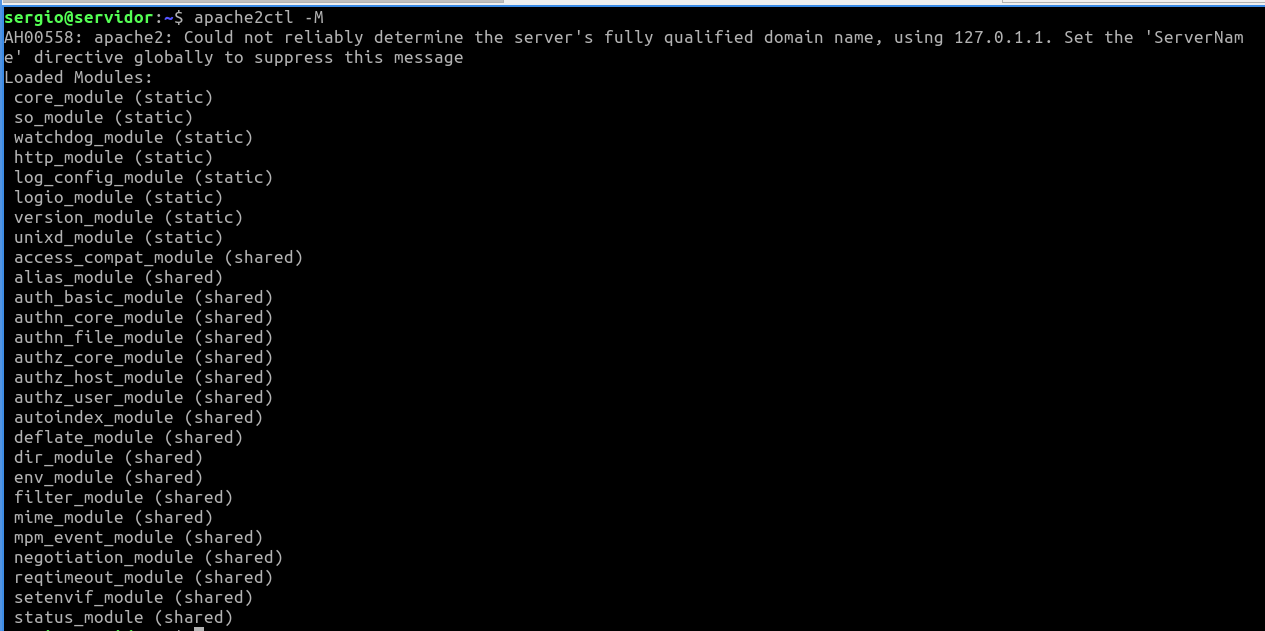 sergio@servidor:~$ apache2ctl -M
AH00558: apache2: Could not reliably determine the server's fully qualified domain name, using 127.0.1.1. Set the 'ServerNam
e' directive globally to suppress this message
Loaded Modules:
 core_module (static)
 so_module (static)
 watchdog_module (static)
 http_module (static)
 log_config_module (static)
 logio_module (static)
 version_module (static)
 unixd_module (static)
 access_compat_module (shared)
 alias_module (shared)
 auth_basic_module (shared)
 authn_core_module (shared)
 authn_file_module (shared)
 authz_core_module (shared)
 authz_host_module (shared)
 authz_user_module (shared)
 autoindex_module (shared)
 deflate_module (shared)
 dir_module (shared)
 env_module (shared)
 filter_module (shared)
 mime_module (shared)
 mpm_event_module (shared)
 negotiation_module (shared)
 reqtimeout_module (shared)
 setenvif_module (shared)
 status_module (shared)